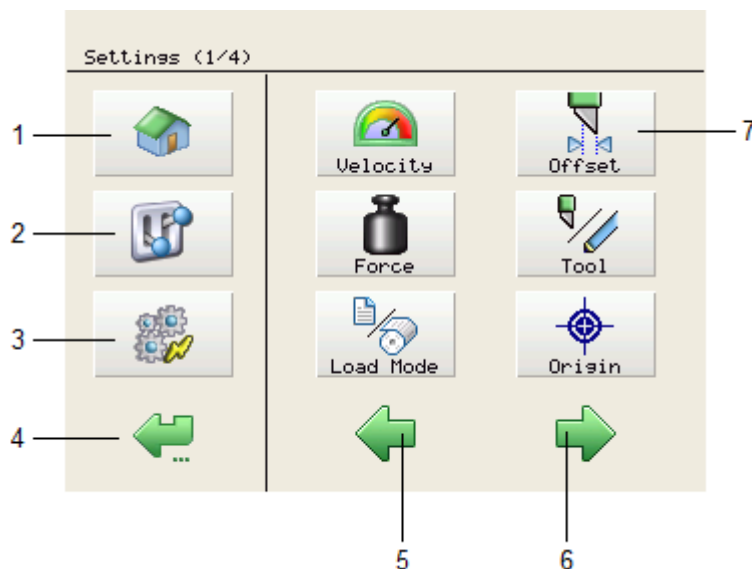 Settings (1/4)
1
2
3
4
Velocity
Offset
7
Force
Tool
Load Mode
Origin
5
6